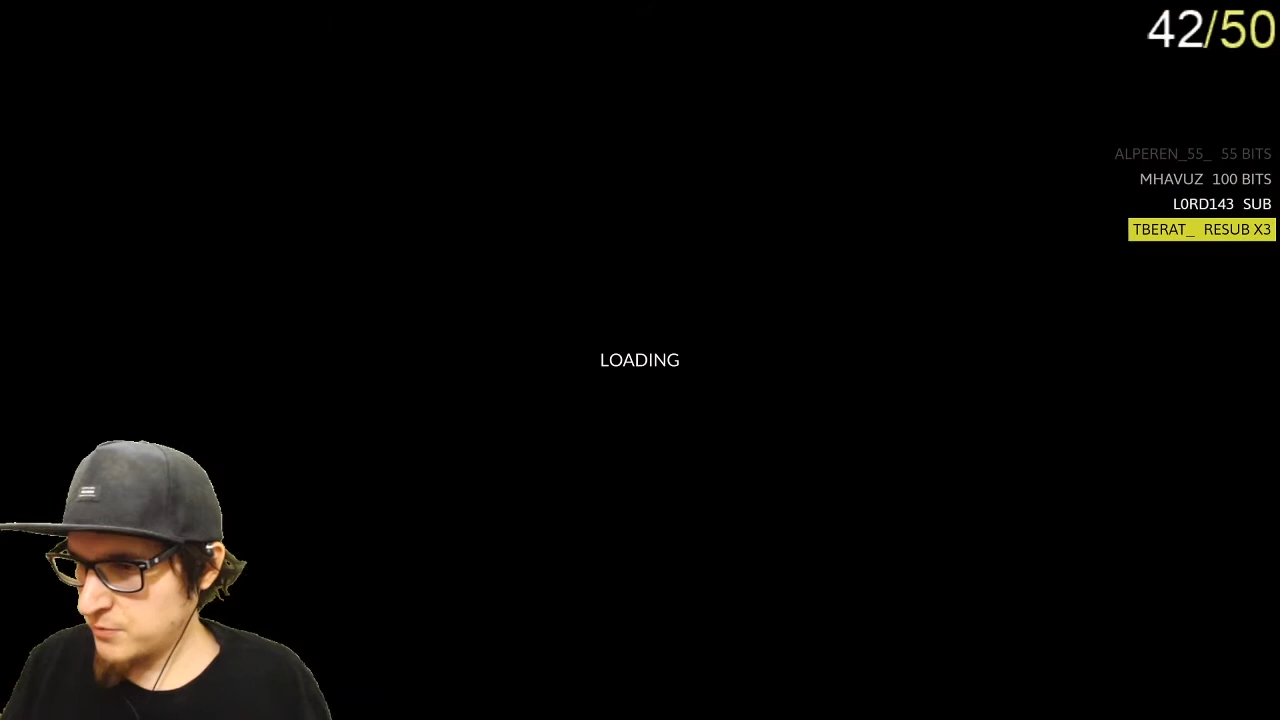 42/50
ALPEREN_55_ 55 BITS
MHAVUZ 100 BITS
L0RD143 SUB
TBERAT_ RESUB X3
LOADING